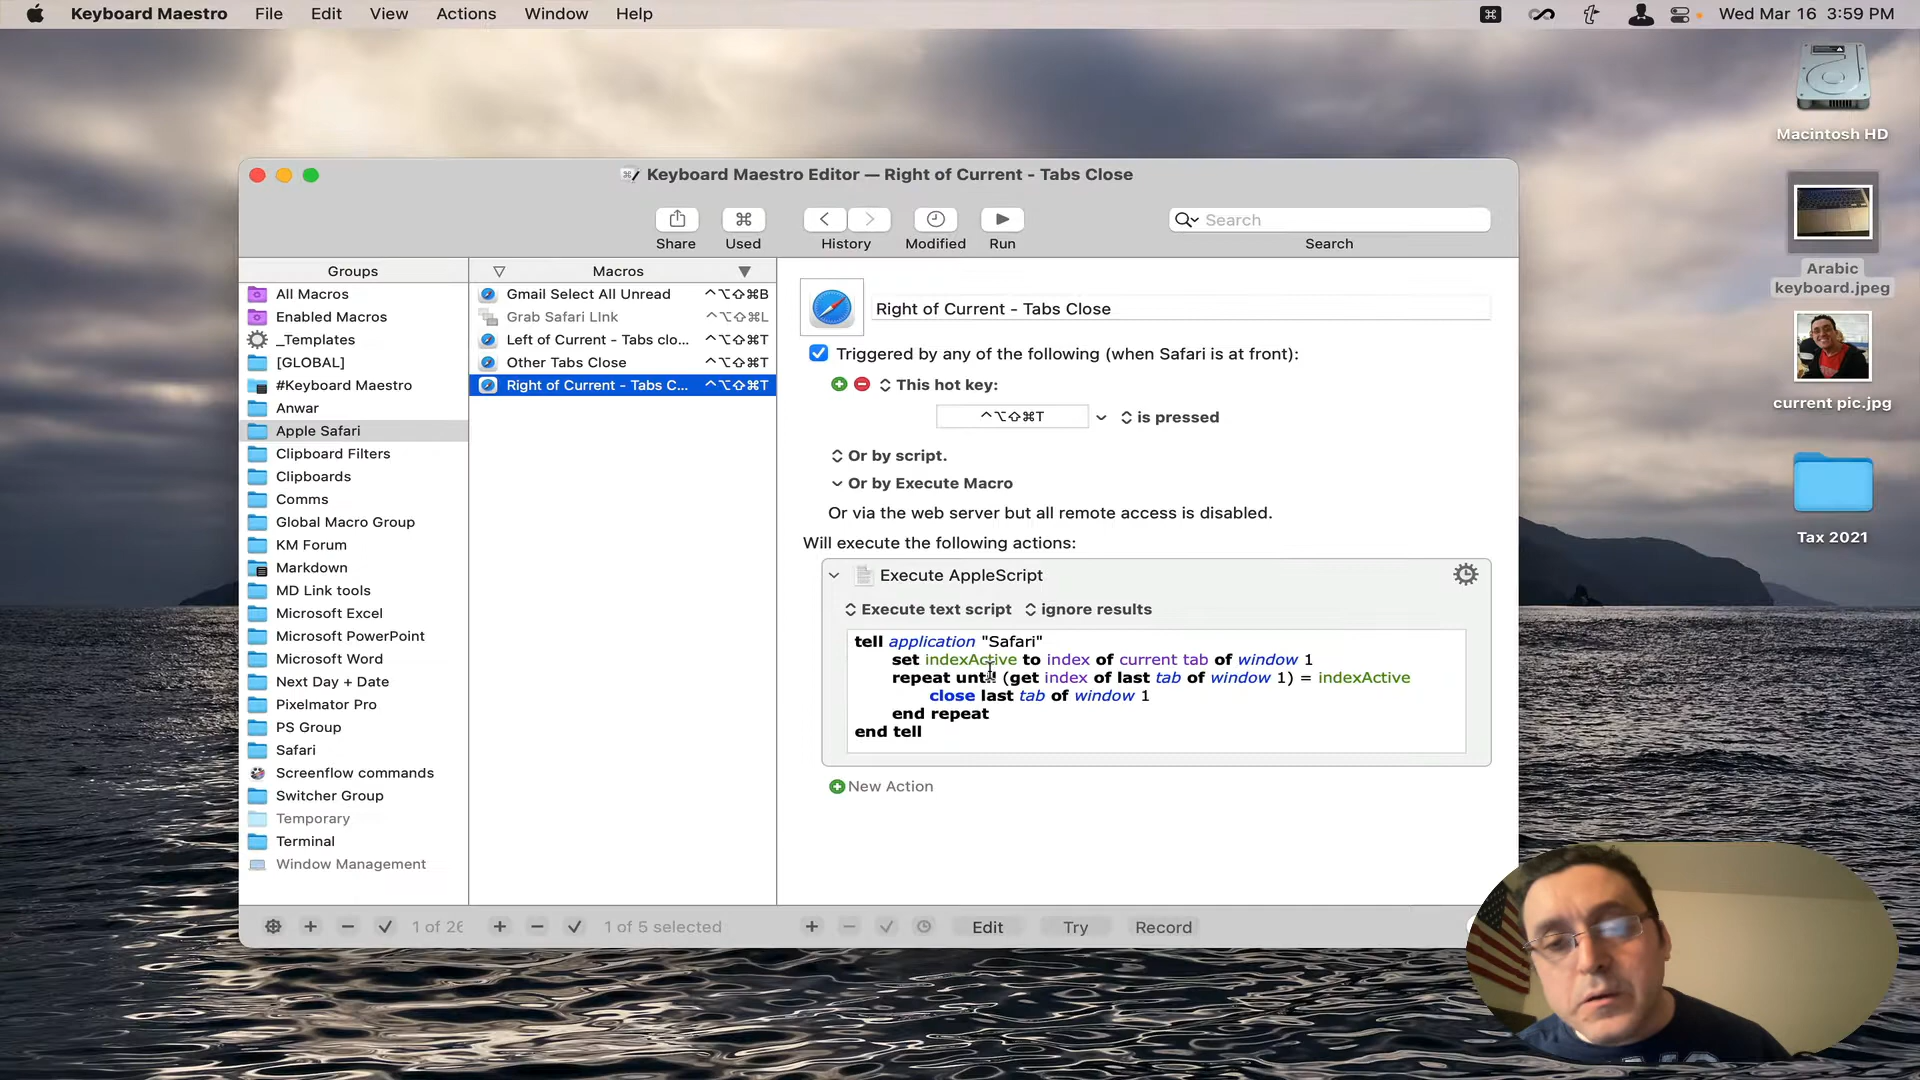 Keyboard Maestro File Edit View Actions Window Help Wed Mar 16 3:59 PM
Macintosh HD
Arabic
keyboard.jpeg
current pic.jpg
Tax 2021
Keyboard Maestro Editor — Right of Current - Tabs Close
Share Used History Modified Run Search
Search
Groups
All Macros
Enabled Macros
_Templates
[GLOBAL]
#Keyboard Maestro
Anwar
Apple Safari
Clipboard Filters
Clipboards
Comms
Global Macro Group
KM Forum
Markdown
MD Link tools
Microsoft Excel
Microsoft PowerPoint
Microsoft Word
Next Day + Date
Pixelmator Pro
PS Group
Safari
Screenflow commands
Switcher Group
Temporary
Terminal
Window Management
Macros
Gmail Select All Unread ⌃⌥⇧⌘B
Grab Safari LInk ⌃⌥⇧⌘L
Left of Current - Tabs clo... ⌃⌥⇧⌘T
Other Tabs Close ⌃⌥⇧⌘T
Right of Current - Tabs C... ⌃⌥⇧⌘T
Right of Current - Tabs Close
Triggered by any of the following (when Safari is at front):
This hot key:
⌃⌥⇧⌘T is pressed
Or by script.
Or by Execute Macro
Or via the web server but all remote access is disabled.
Will execute the following actions:
Execute AppleScript
Execute text script ignore results
tell application "Safari"
set indexActive to index of current tab of window 1
repeat until (get index of last tab of window 1) = indexActive
close last tab of window 1
end repeat
end tell
New Action
1 of 26
1 of 5 selected
Edit Try Record